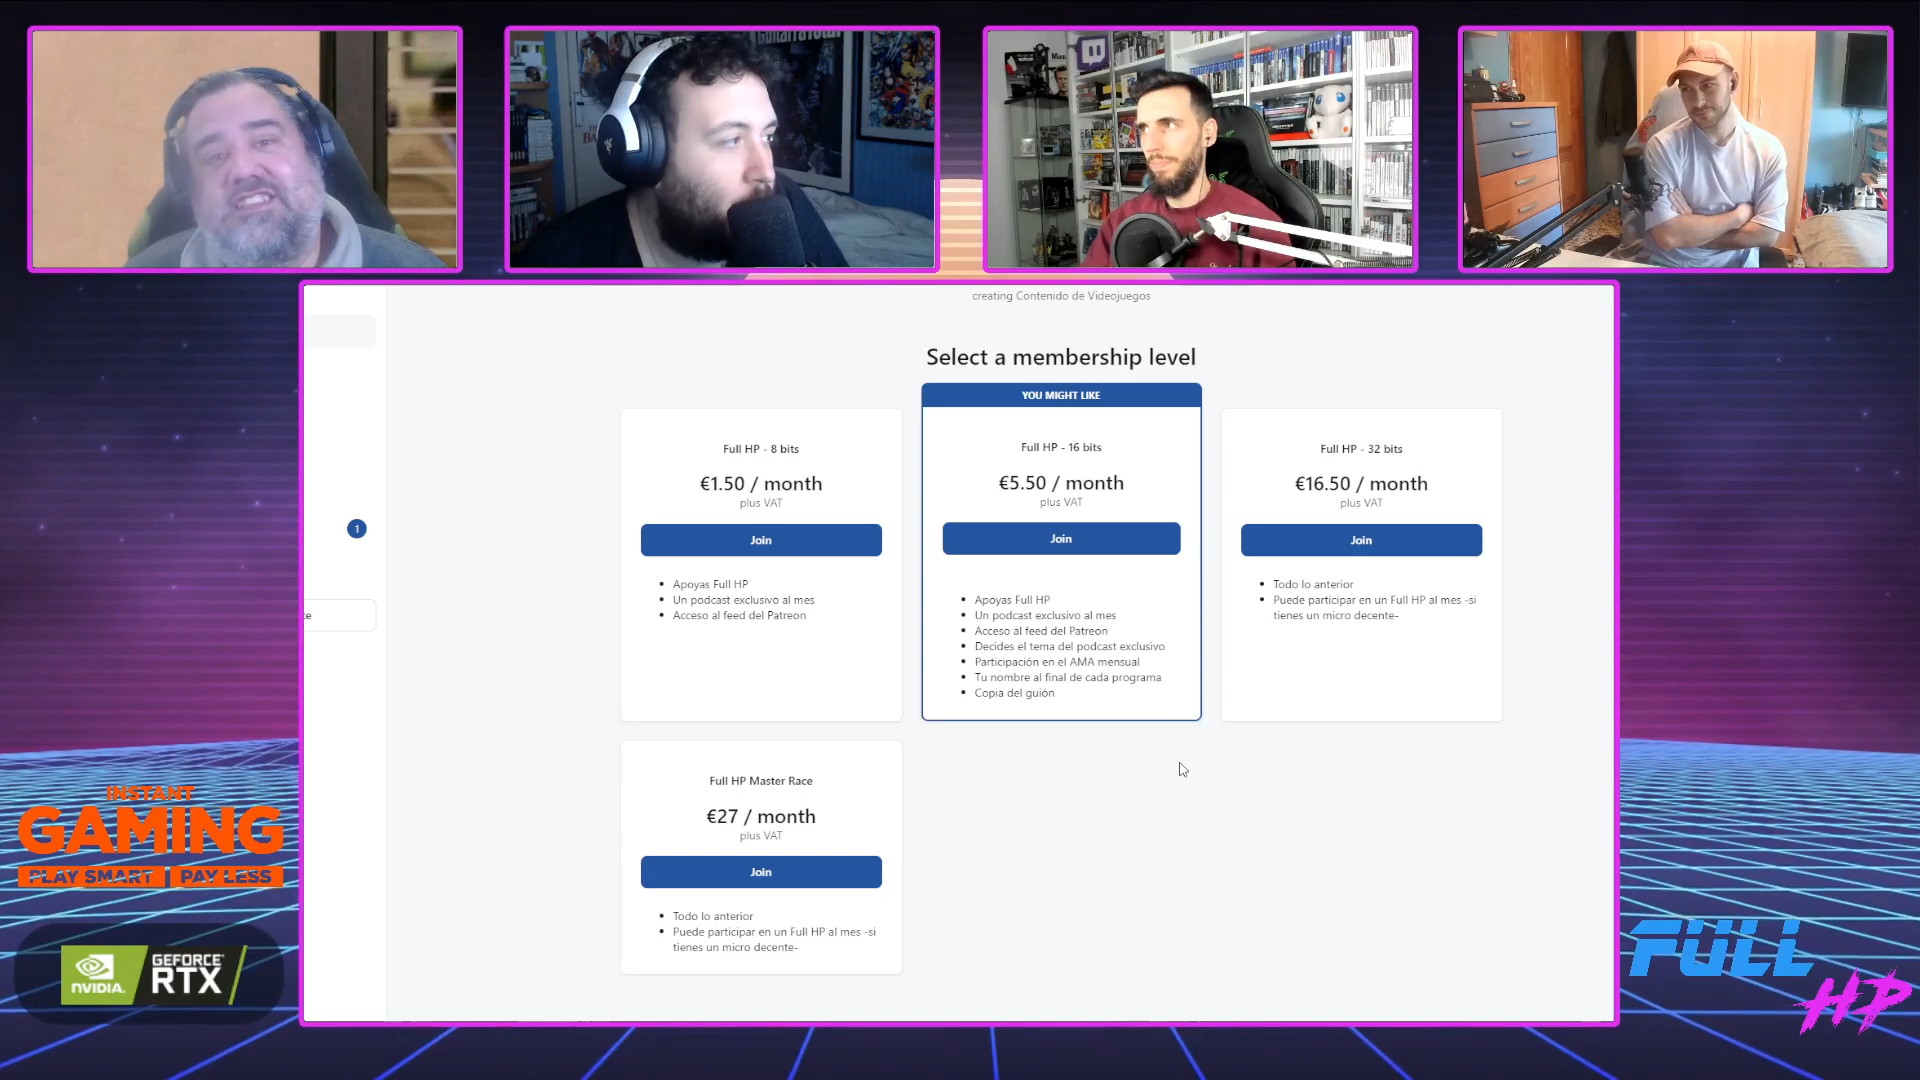 creating Contenido de Videojuegos
Select a membership level
YOU MIGHT LIKE
Full HP - 8 bits
€1.50 / month
plus VAT
Join
Apoyas Full HP
Un podcast exclusivo al mes
Acceso al feed del Patreon
Full HP - 16 bits
€5.50 / month
plus VAT
Join
Apoyas Full HP
Un podcast exclusivo al mes
Acceso al feed del Patreon
Decides el tema del podcast exclusivo
Participación en el AMA mensual
Tu nombre al final de cada programa
Copia del guión
Full HP - 32 bits
€16.50 / month
plus VAT
Join
Todo lo anterior
Puede participar en un Full HP al mes -si
tienes un micro decente-
1
Full HP Master Race
€27 / month
plus VAT
Join
Todo lo anterior
Puede participar en un Full HP al mes -si
tienes un micro decente-
INSTANT
GAMING
PLAY SMART | PAY LESS
NVIDIA.
GEFORCE
RTX
FULL
HP